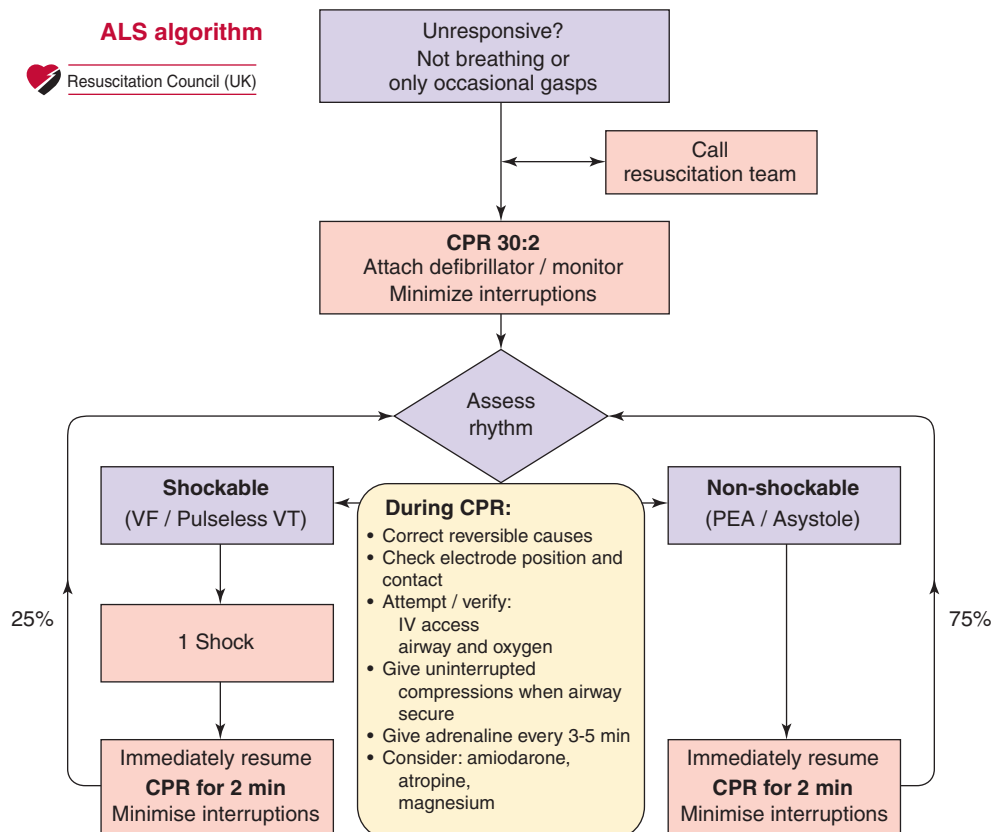 ALS algorithm
Resuscitation Council (UK)
Unresponsive?
Not breathing or
only occasional gasps
Call
resuscitation team
CPR 30:2
Attach defibrillator / monitor
Minimize interruptions
Assess
rhythm
Shockable
(VF / Pulseless VT)
Non-shockable
(PEA / Asystole)
25%
1 Shock
Immediately resume
CPR for 2 min
Minimise interruptions
During CPR:
• Correct reversible causes
• Check electrode position and
contact
• Attempt / verify:
IV access
airway and oxygen
• Give uninterrupted
compressions when airway
secure
• Give adrenaline every 3-5 min
• Consider: amiodarone,
atropine,
magnesium
75%
Immediately resume
CPR for 2 min
Minimise interruptions